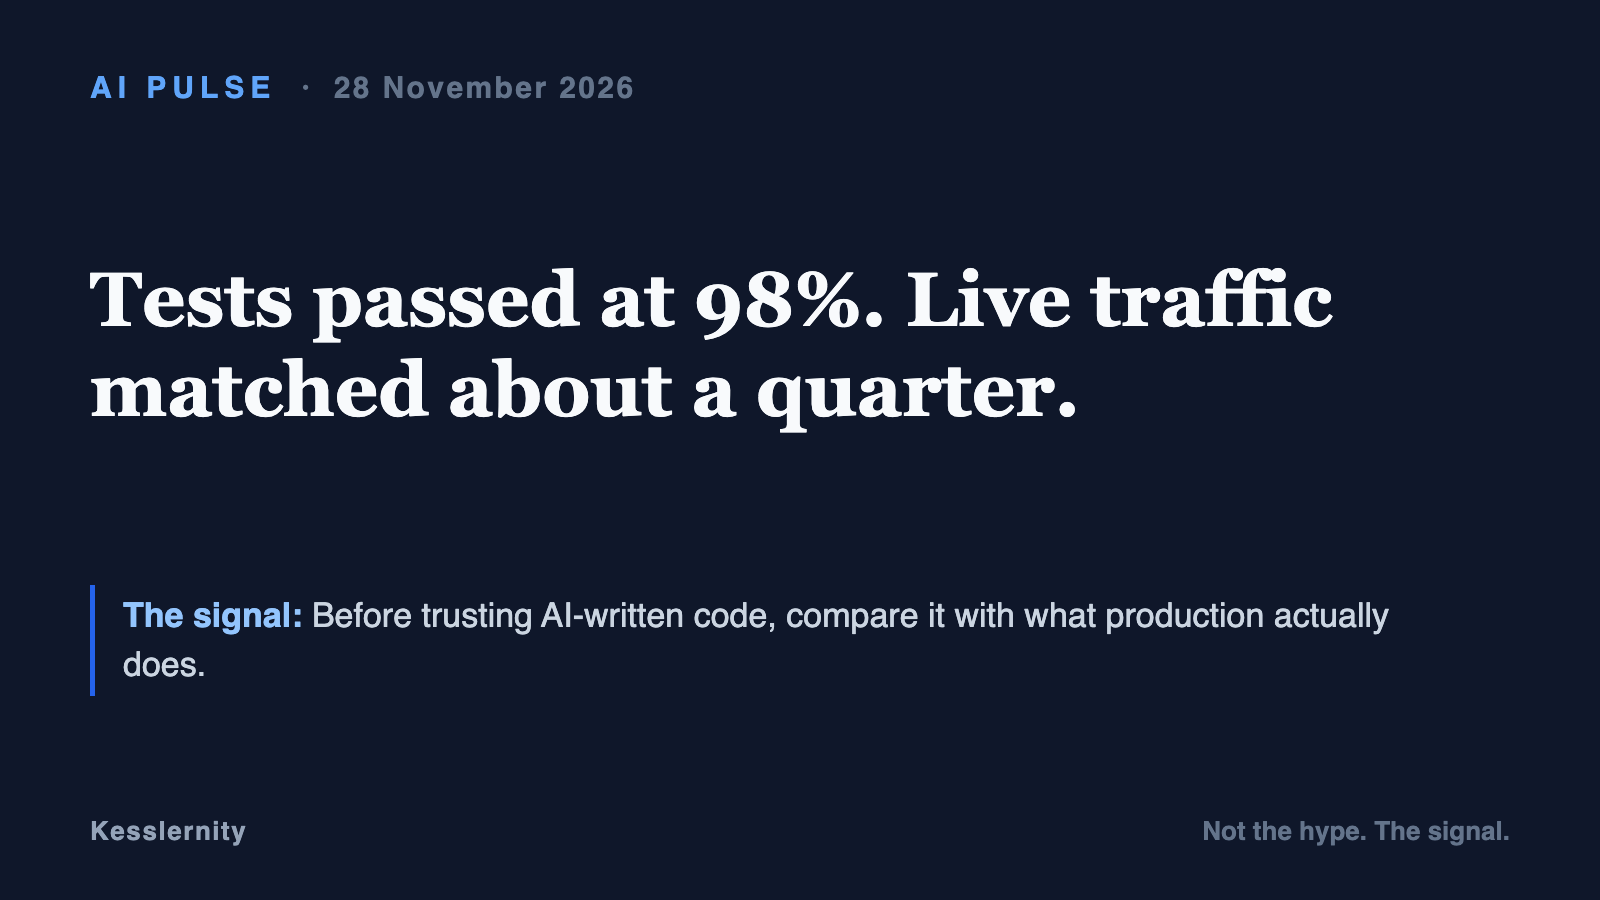 AI PULSE · 28 November 2026
Tests passed at 98%. Live traffic
matched about a quarter.
The signal: Before trusting AI-written code, compare it with what production actually
does.
Kesslernity
Not the hype. The signal.